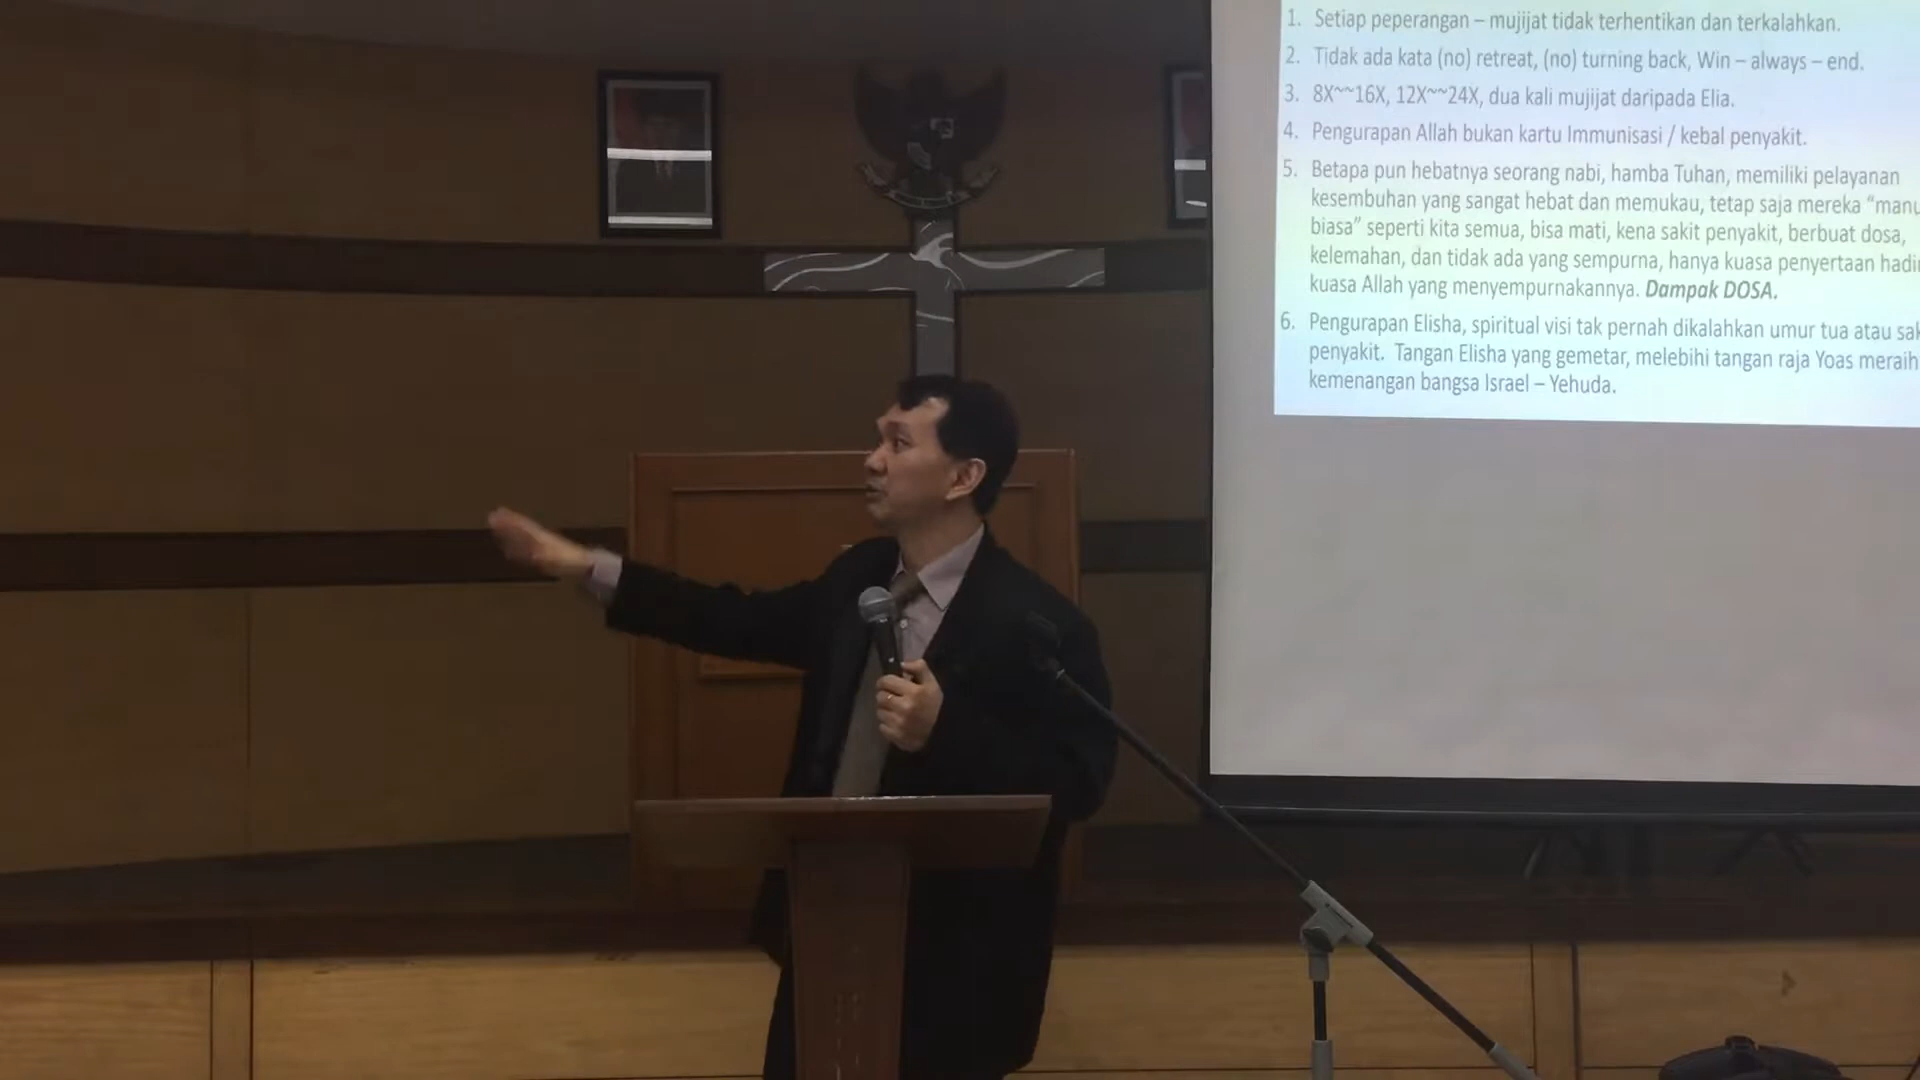 1. Setiap peperangan – mujijat tidak terhentikan dan terkalahkan.
2. Tidak ada kata (no) retreat, (no) turning back, Win – always – end.
3. 8X~~16X, 12X~~24X, dua kali mujijat daripada Elia.
4. Pengurapan Allah bukan kartu Immunisasi / kebal penyakit.
5. Betapa pun hebatnya seorang nabi, hamba Tuhan, memiliki pelayanan
kesembuhan yang sangat hebat dan memukau, tetap saja mereka “manu
biasa” seperti kita semua, bisa mati, kena sakit penyakit, berbuat dosa,
kelemahan, dan tidak ada yang sempurna, hanya kuasa penyertaan hadi
kuasa Allah yang menyempurnakannya. Dampak DOSA.
6. Pengurapan Elisha, spiritual visi tak pernah dikalahkan umur tua atau sak
penyakit. Tangan Elisha yang gemetar, melebihi tangan raja Yoas meraih
kemenangan bangsa Israel – Yehuda.